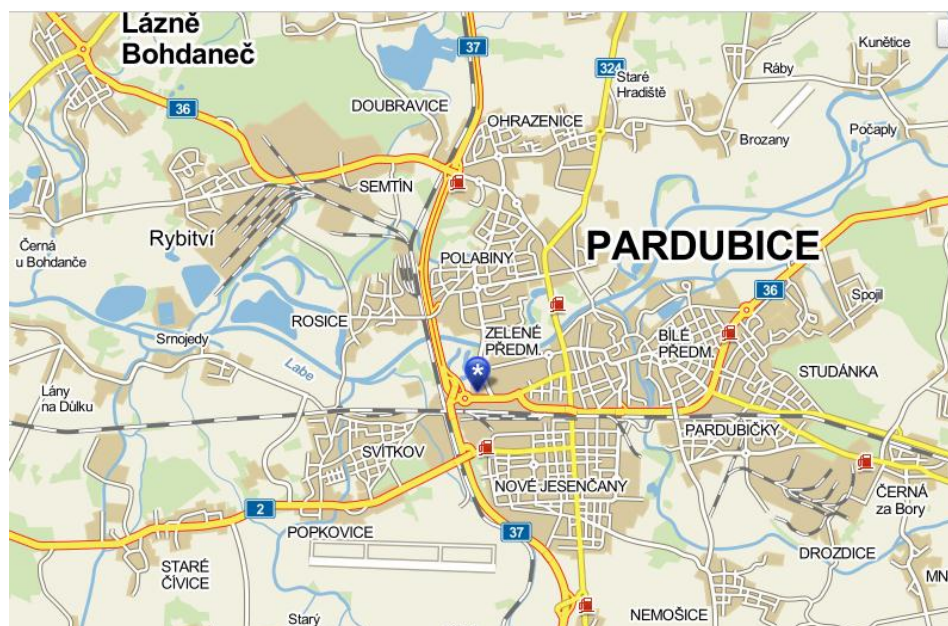 Lázně
Bohdaneč
37
324
Kunětice
Ráby
Staré
Hradiště
36
DOUBRAVICE
OHRAZENICE
Brozany
Počaply
SEMTÍN
Rybitví
Černá
u Bohdanče
POLABINY
PARDUBICE
36
Spojil
ROSICE
ZELENÉ
PŘEDM.
BÍLÉ
PŘEDM.
Srnojedy
Labe
STUDÁNKA
Lány
na Důlku
PARDUBIČKY
SVÍTKOV
NOVÉ JESENČANY
ČERNÁ
za Bory
2
POPKOVICE
37
DROZDICE
STARÉ
ČÍVICE
MN
Starý
NEMOŠICE